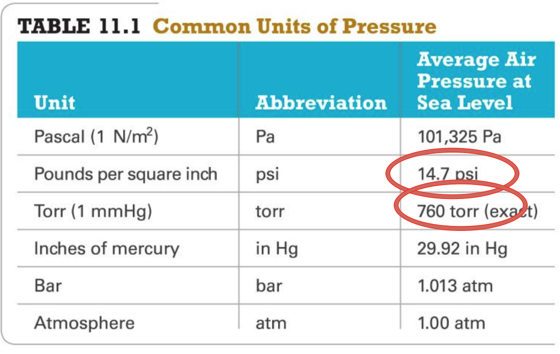 TABLE 11.1 Common Units of Pressure
Unit Abbreviation Average Air Pressure at Sea Level
Pascal (1 N/m²) Pa 101,325 Pa
Pounds per square inch psi 14.7 psi
Torr (1 mmHg) torr 760 torr (exact)
Inches of mercury in Hg 29.92 in Hg
Bar bar 1.013 atm
Atmosphere atm 1.00 atm